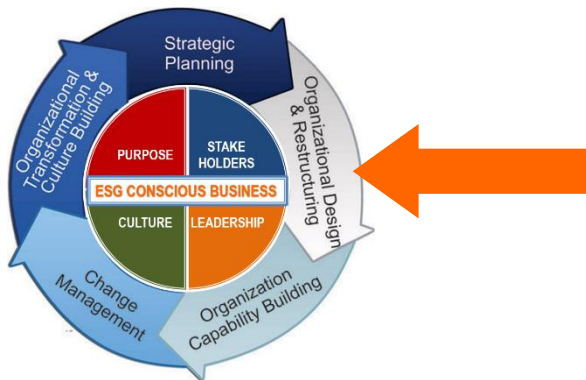 Strategic
Planning
Organizational Design
& Restructuring
Organization
Capability Building
Change
Management
Organizational
Transformation &
Culture Building
PURPOSE
STAKE
HOLDERS
ESG CONSCIOUS BUSINESS
CULTURE
LEADERSHIP